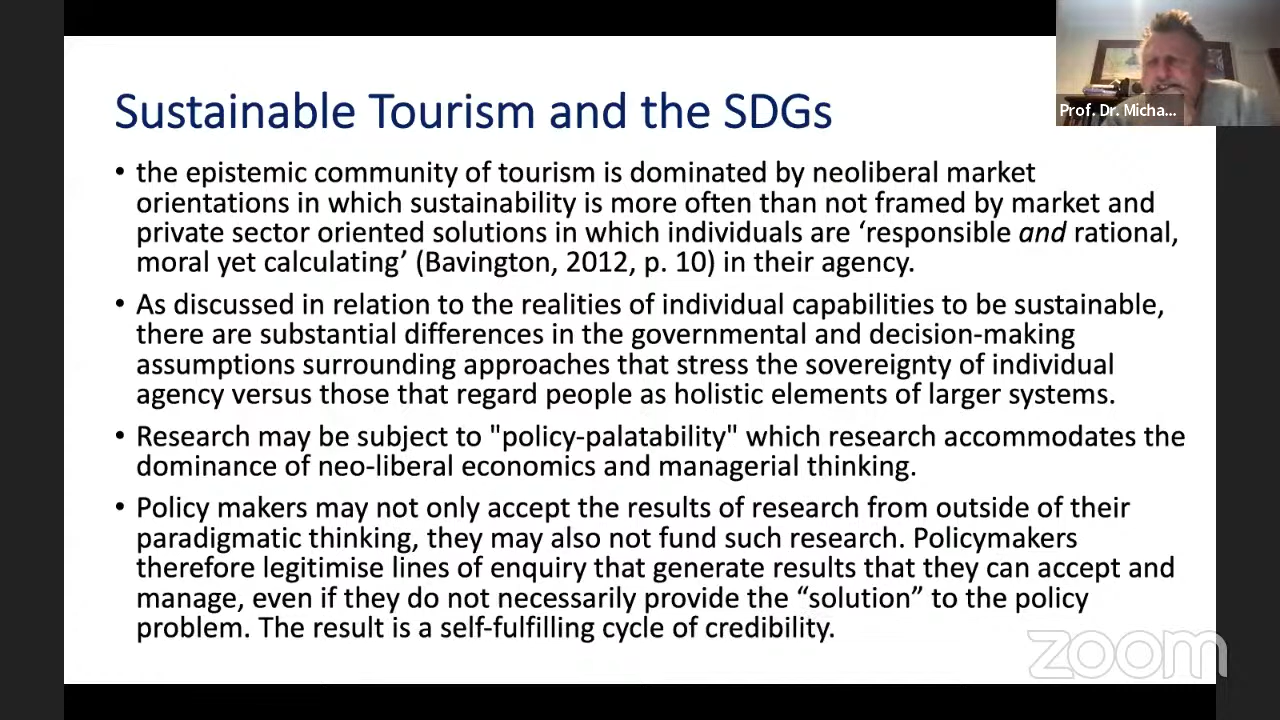 Prof. Dr. Micha...
Sustainable Tourism and the SDGs
• the epistemic community of tourism is dominated by neoliberal market
orientations in which sustainability is more often than not framed by market and
private sector oriented solutions in which individuals are ‘responsible and rational,
moral yet calculating’ (Bavington, 2012, p. 10) in their agency.
• As discussed in relation to the realities of individual capabilities to be sustainable,
there are substantial differences in the governmental and decision-making
assumptions surrounding approaches that stress the sovereignty of individual
agency versus those that regard people as holistic elements of larger systems.
• Research may be subject to "policy-palatability" which research accommodates the
dominance of neo-liberal economics and managerial thinking.
• Policy makers may not only accept the results of research from outside of their
paradigmatic thinking, they may also not fund such research. Policymakers
therefore legitimise lines of enquiry that generate results that they can accept and
manage, even if they do not necessarily provide the “solution” to the policy
problem. The result is a self-fulfilling cycle of credibility.
zoom